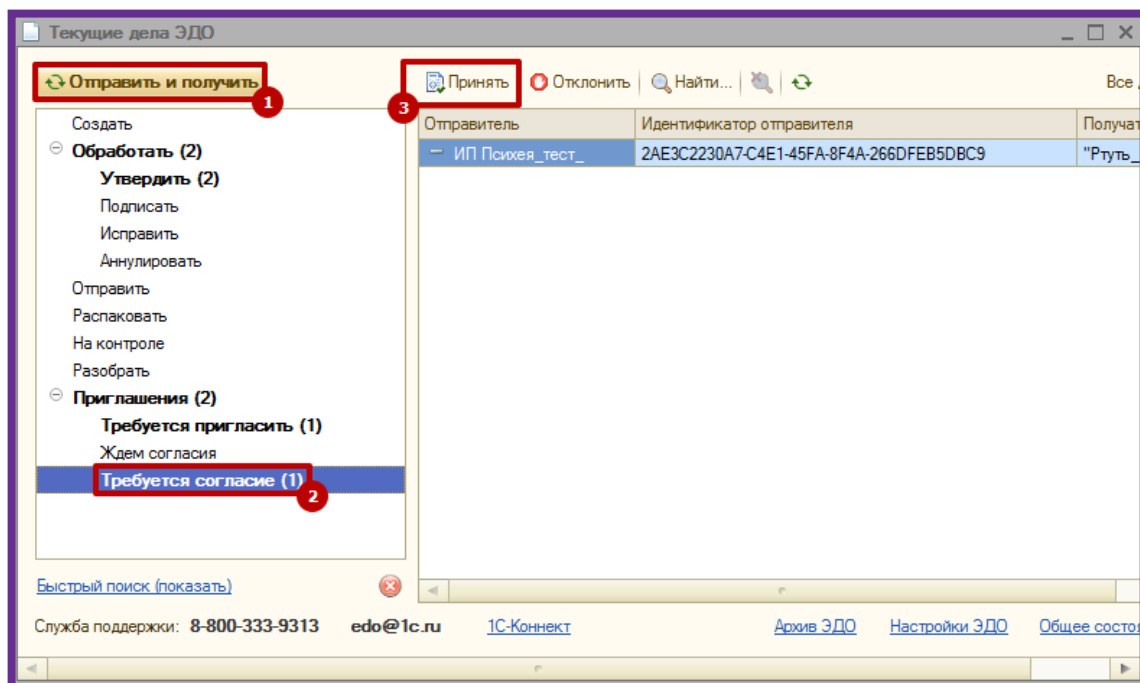 Текущие дела ЭДО
Отправить и получить
1
Принять Отклонить Найти... Все
3
Создать
Обработать (2)
Утвердить (2)
Подписать
Исправить
Аннулировать
Отправить
Распаковать
На контроле
Разобрать
Приглашения (2)
Требуется пригласить (1)
Ждем согласия
Требуется согласие (1)
2
Отправитель Идентификатор отправителя Получат
ИП Психея_тест_ 2AE3C2230A7-C4E1-45FA-8F4A-266DFEB5DBC9 "Ртуть_
Быстрый поиск (показать)
Служба поддержки: 8-800-333-9313 edo@1c.ru 1С-Коннект Архив ЭДО Настройки ЭДО Общее состо